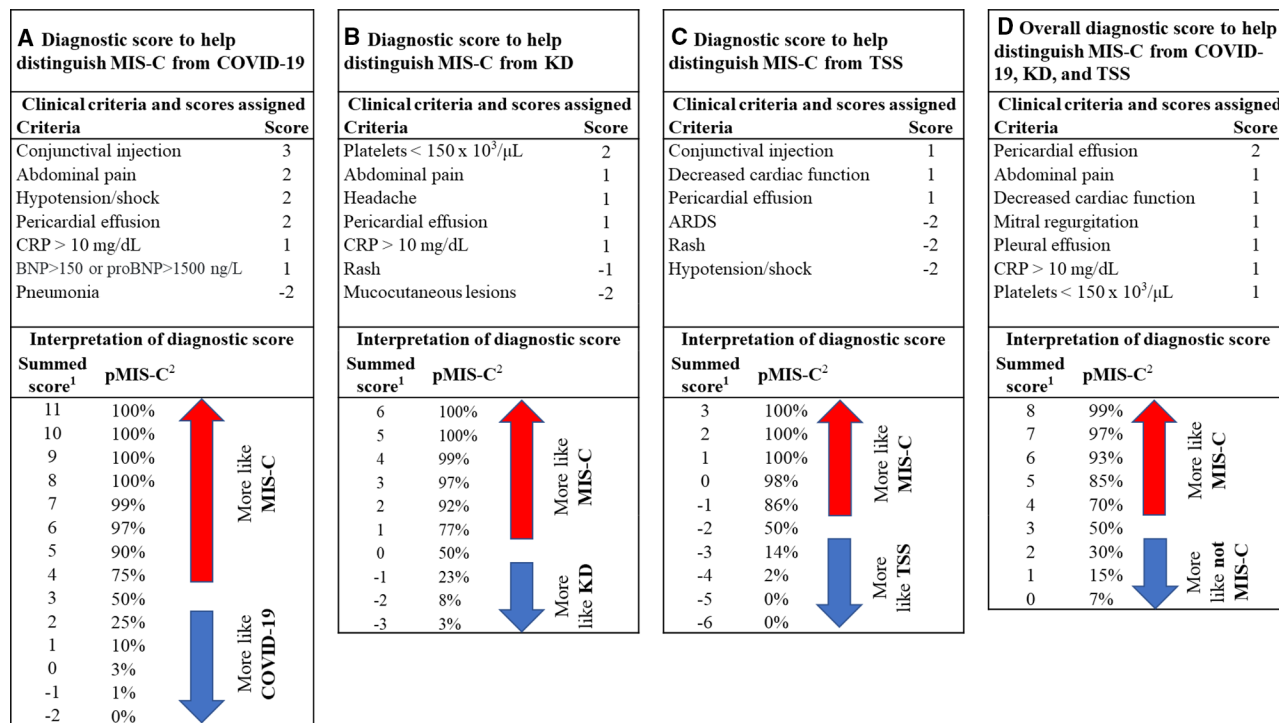 A Diagnostic score to help
distinguish MIS-C from COVID-19
Clinical criteria and scores assigned
Criteria Score
Conjunctival injection 3
Abdominal pain 2
Hypotension/shock 2
Pericardial effusion 2
CRP > 10 mg/dL 1
BNP>150 or proBNP>1500 ng/L 1
Pneumonia -2
Interpretation of diagnostic score
Summed
score¹ pMIS-C²
11 100%
10 100%
9 100%
8 100%
7 99%
6 97%
5 90%
4 75%
3 50%
2 25%
1 10%
0 3%
-1 1%
-2 0%
More like
MIS-C
More like
COVID-19
B Diagnostic score to help
distinguish MIS-C from KD
Clinical criteria and scores assigned
Criteria Score
Platelets < 150 x 10³/µL 2
Abdominal pain 1
Headache 1
Pericardial effusion 1
CRP > 10 mg/dL 1
Rash -1
Mucocutaneous lesions -2
Interpretation of diagnostic score
Summed
score¹ pMIS-C²
6 100%
5 100%
4 99%
3 97%
2 92%
1 77%
0 50%
-1 23%
-2 8%
-3 3%
More like
MIS-C
More
like KD
C Diagnostic score to help
distinguish MIS-C from TSS
Clinical criteria and scores assigned
Criteria Score
Conjunctival injection 1
Decreased cardiac function 1
Pericardial effusion 1
ARDS -2
Rash -2
Hypotension/shock -2
Interpretation of diagnostic score
Summed
score¹ pMIS-C²
3 100%
2 100%
1 100%
0 98%
-1 86%
-2 50%
-3 14%
-4 2%
-5 0%
-6 0%
More like
MIS-C
More
like TSS
D Overall diagnostic score to help
distinguish MIS-C from COVID-
19, KD, and TSS
Clinical criteria and scores assigned
Criteria Score
Pericardial effusion 2
Abdominal pain 1
Decreased cardiac function 1
Mitral regurgitation 1
Pleural effusion 1
CRP > 10 mg/dL 1
Platelets < 150 x 10³/µL 1
Interpretation of diagnostic score
Summed
score¹ pMIS-C²
8 99%
7 97%
6 93%
5 85%
4 70%
3 50%
2 30%
1 15%
0 7%
More like
MIS-C
More
like not
MIS-C